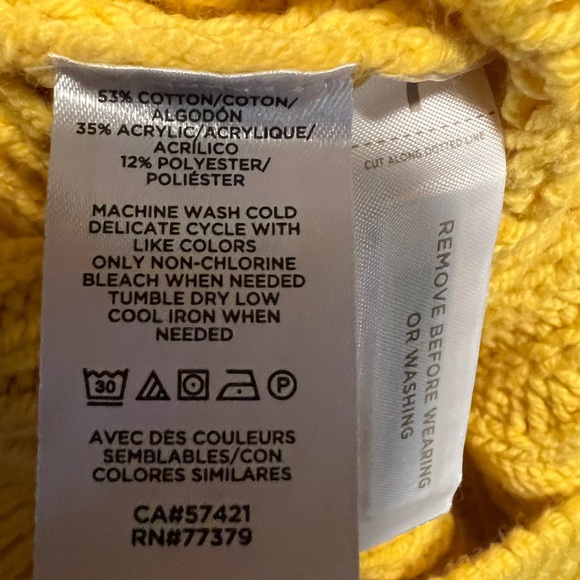 53% COTTON/COTON/
ALGODÓN
35% ACRYLIC/ACRYLIQUE/
ACRÍLICO
12% POLYESTER/
POLIÉSTER
MACHINE WASH COLD
DELICATE CYCLE WITH
LIKE COLORS
ONLY NON-CHLORINE
BLEACH WHEN NEEDED
TUMBLE DRY LOW
COOL IRON WHEN
NEEDED
30 P
AVEC DES COULEURS
SEMBLABLES/CON
COLORES SIMILARES
CA#57421
RN#77379
CUT ALONG DOTTED LINE
REMOVE BEFORE WEARING
OR WASHING